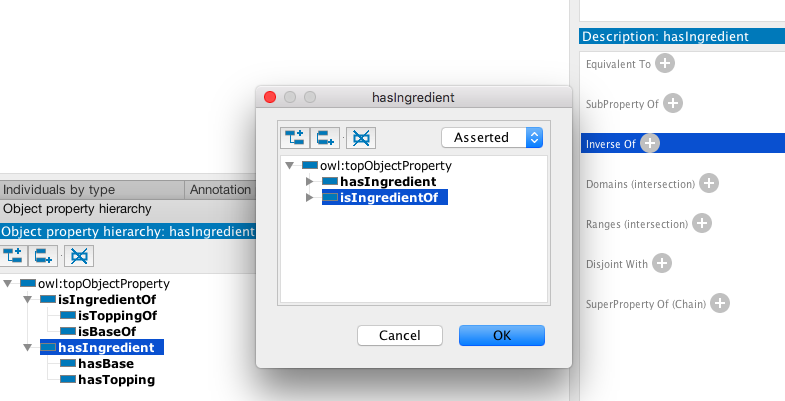 Description: hasIngredient
Equivalent To
SubProperty Of
Inverse Of
Domains (intersection)
Ranges (intersection)
Disjoint With
SuperProperty Of (Chain)
hasIngredient
Asserted
owl:topObjectProperty
hasIngredient
isIngredientOf
Cancel
OK
Individuals by type
Annotation
Object property hierarchy
Object property hierarchy: hasIngredient
owl:topObjectProperty
isIngredientOf
isToppingOf
isBaseOf
hasIngredient
hasBase
hasTopping